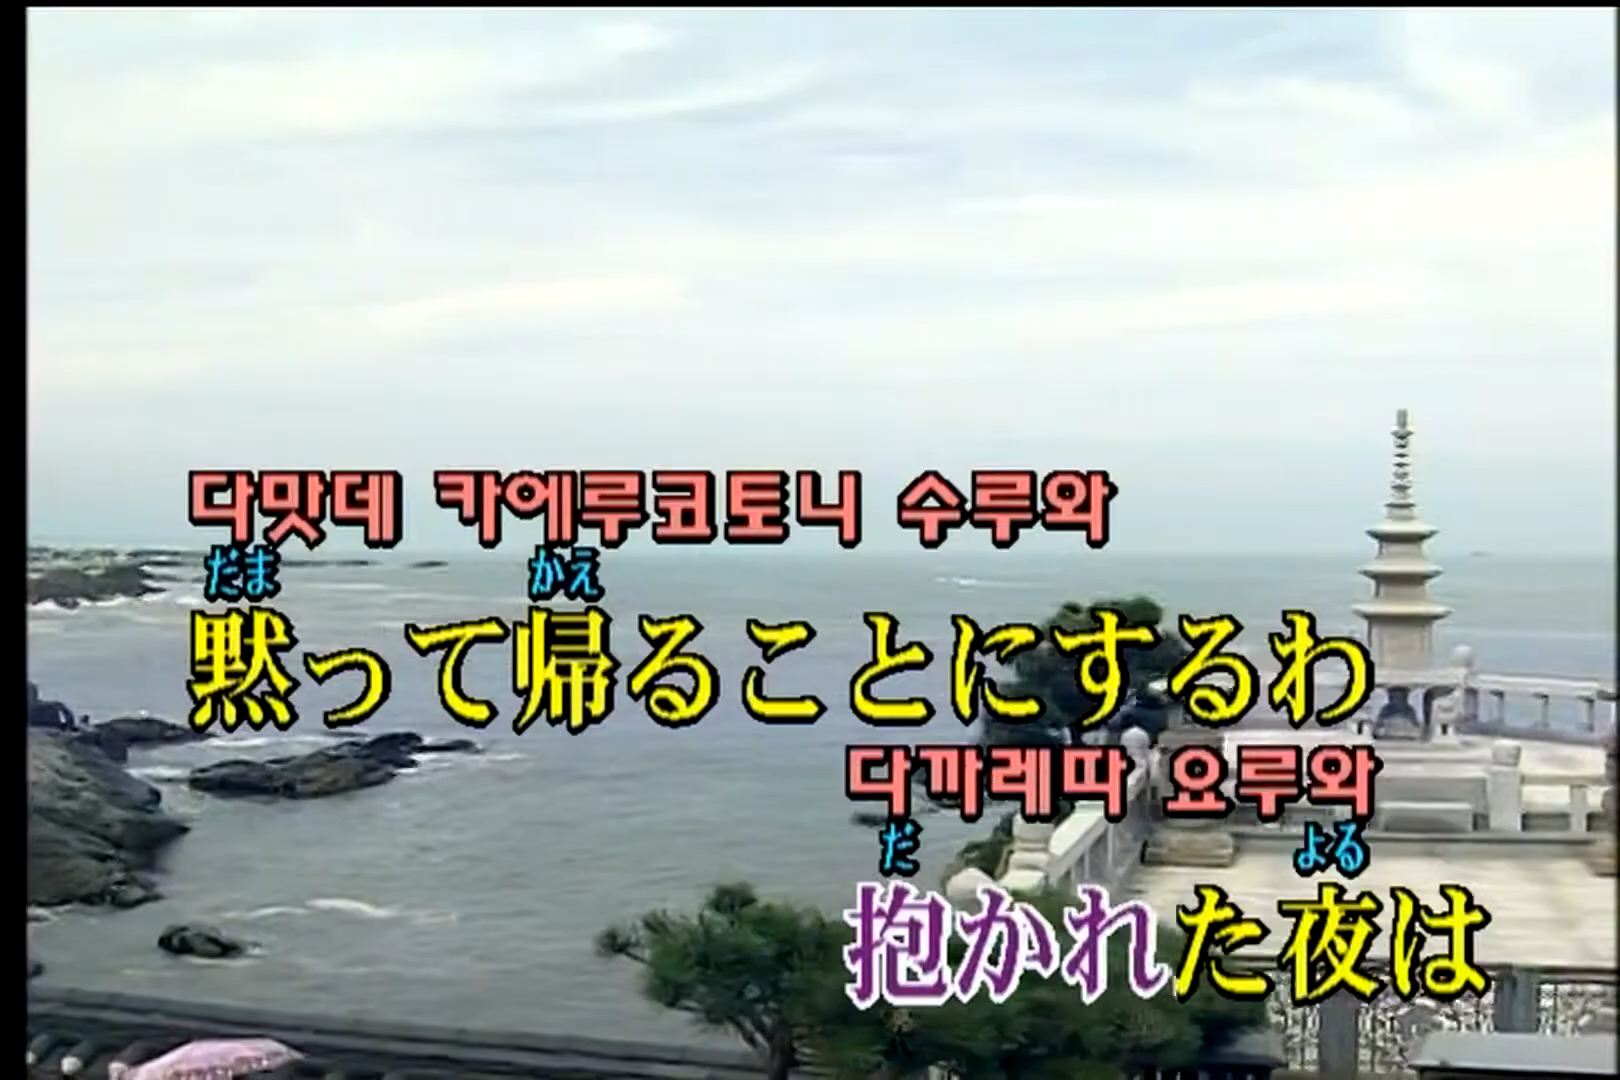 다맛데 카에루코토니 수루와
だま かえ
黙って帰ることにするわ
다까레따 요루와
だ よる
抱かれた夜は